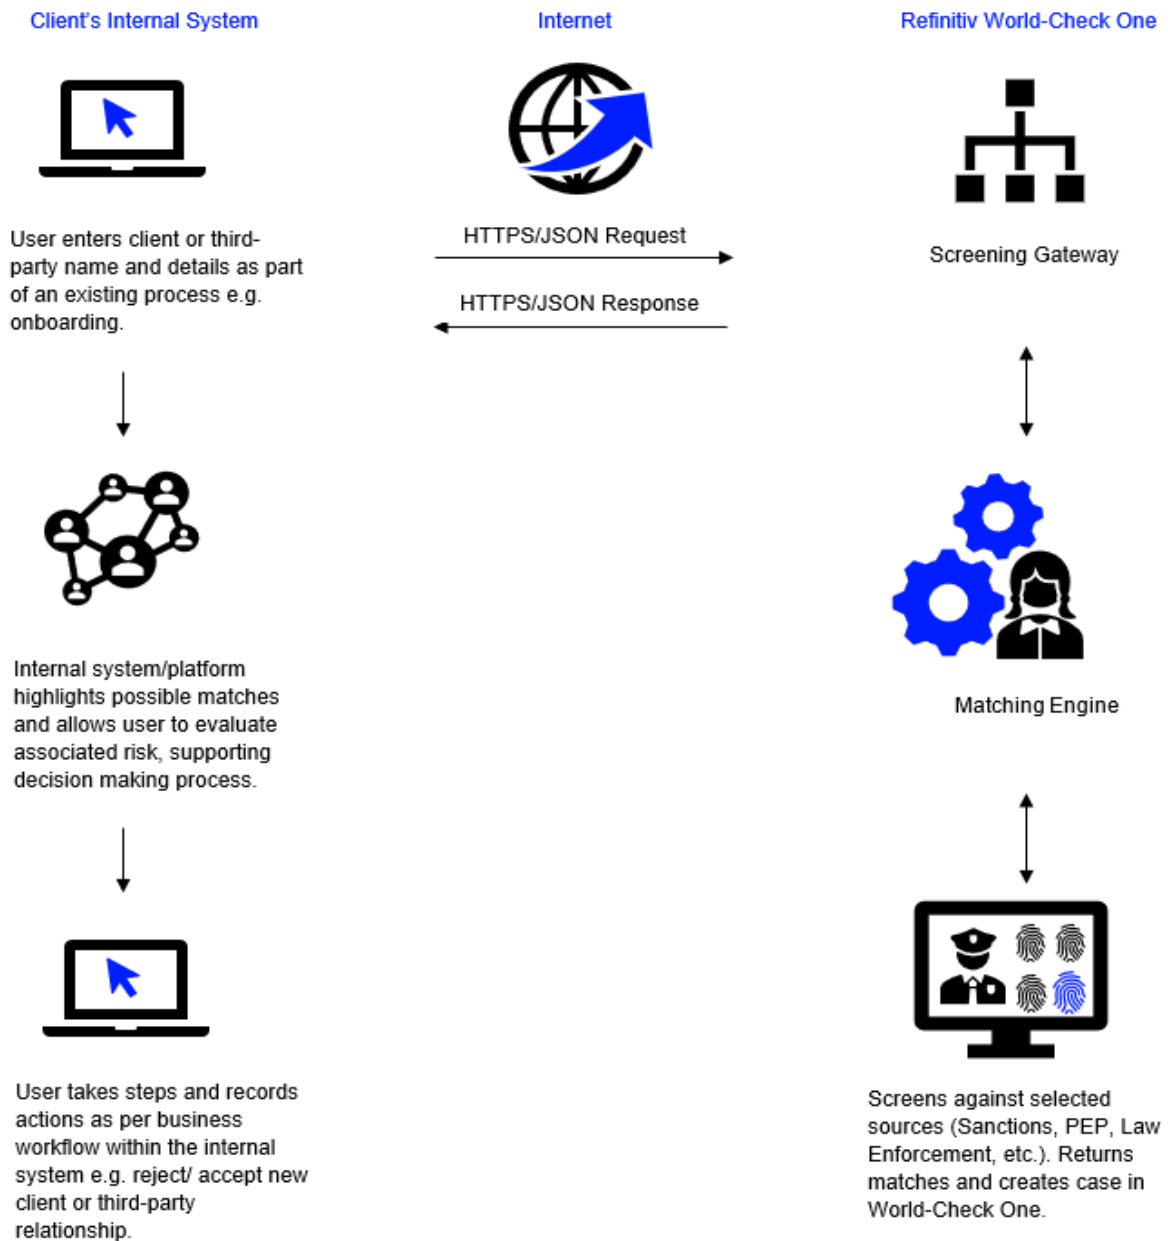 Client's Internal System
Internet
Refinitiv World-Check One
User enters client or third-
party name and details as part
of an existing process e.g.
onboarding.
HTTPS/JSON Request
HTTPS/JSON Response
Screening Gateway
Internal system/platform
highlights possible matches
and allows user to evaluate
associated risk, supporting
decision making process.
Matching Engine
User takes steps and records
actions as per business
workflow within the internal
system e.g. reject/ accept new
client or third-party
relationship.
Screens against selected
sources (Sanctions, PEP, Law
Enforcement, etc.). Returns
matches and creates case in
World-Check One.